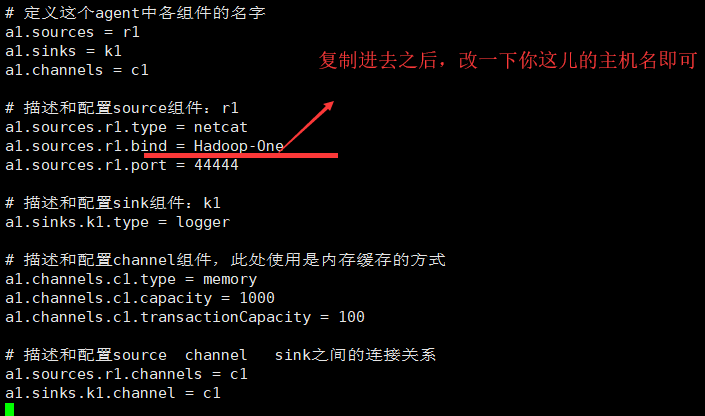 # 定义这个agent中各组件的名字
a1.sources = r1
a1.sinks = k1
a1.channels = c1
复制进去之后，改一下你这儿的主机名即可
# 描述和配置source组件：r1
a1.sources.r1.type = netcat
a1.sources.r1.bind = Hadoop-One
a1.sources.r1.port = 44444
# 描述和配置sink组件：k1
a1.sinks.k1.type = logger
# 描述和配置channel组件，此处使用是内存缓存的方式
a1.channels.c1.type = memory
a1.channels.c1.capacity = 1000
a1.channels.c1.transactionCapacity = 100
# 描述和配置source  channel   sink之间的连接关系
a1.sources.r1.channels = c1
a1.sinks.k1.channel = c1